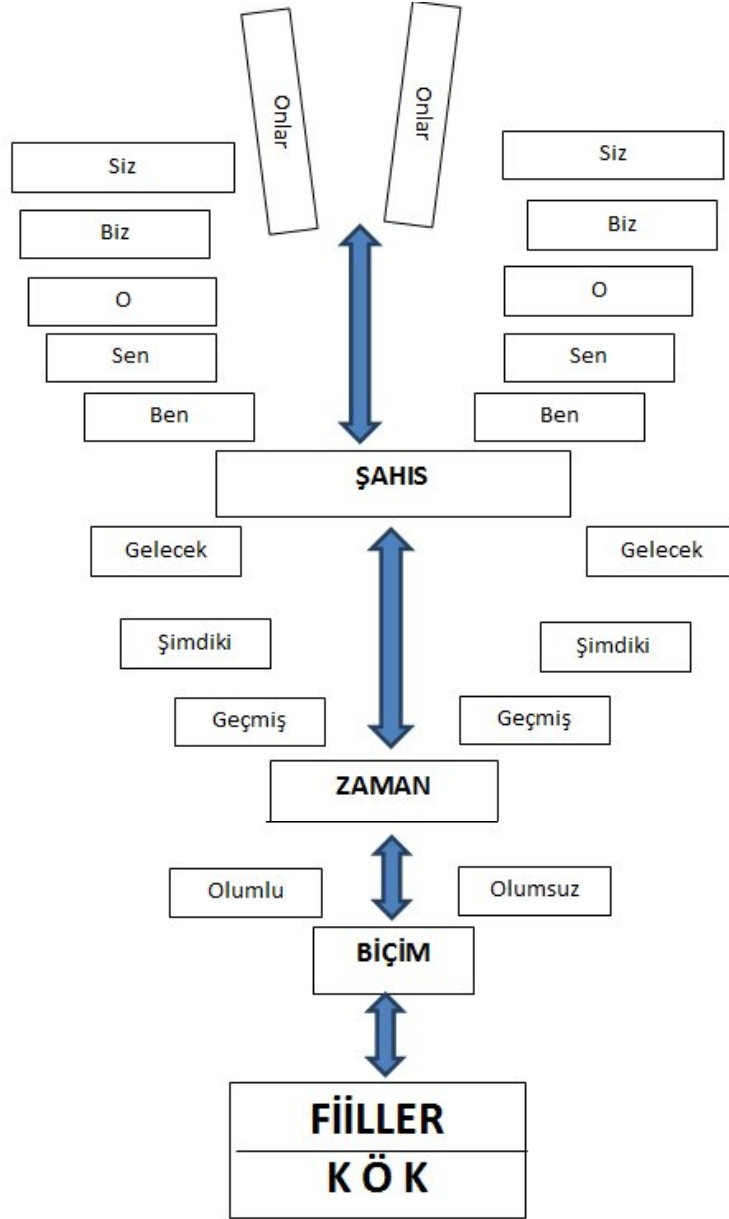 Onlar
Onlar
Siz
Siz
Biz
Biz
O
O
Sen
Sen
Ben
Ben
ŞAHIS
Gelecek
Gelecek
Şimdiki
Şimdiki
Geçmiş
Geçmiş
ZAMAN
Olumlu
Olumsuz
BİÇİM
FİİLLER
K Ö K